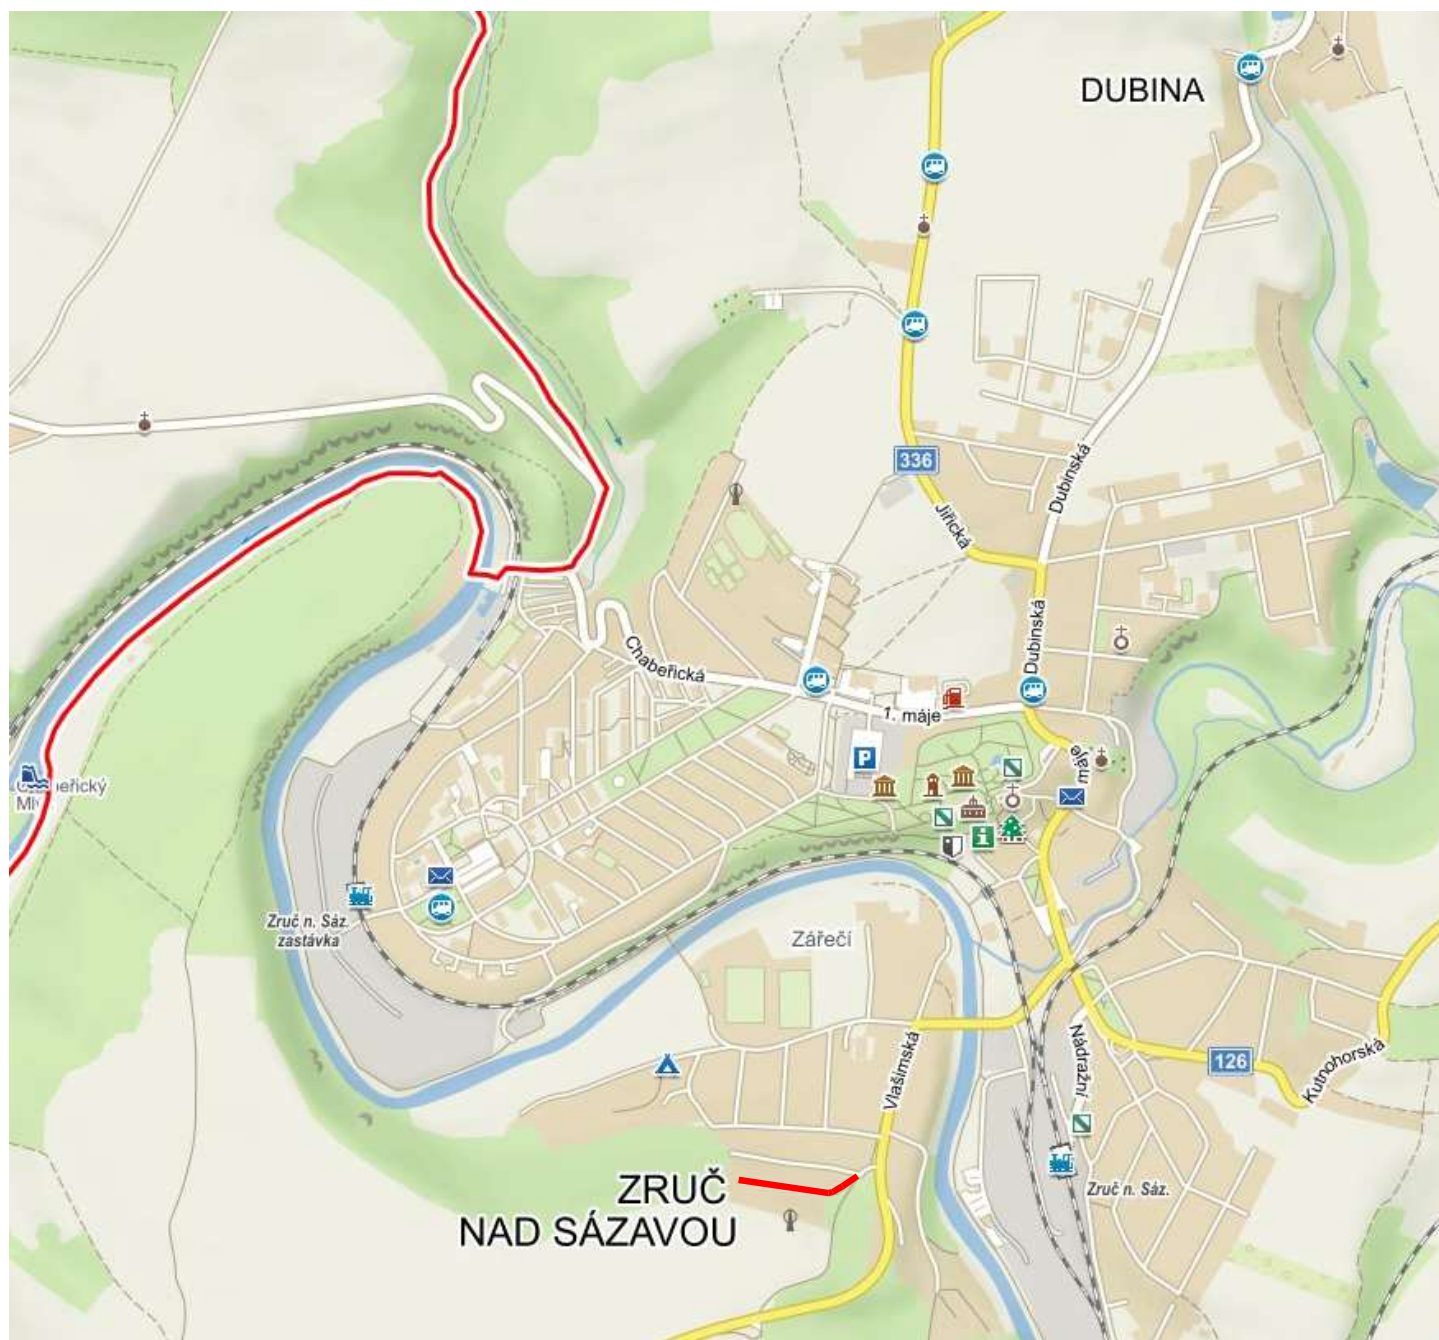 DUBINA
336
Jiřická
Dubinská
Dubinská
Chabeřická
1. máje
máje
P
i
Zruč n. Sáz.
zastávka
Zářečí
Vlašimská
Nádražní
126
Kutnohorská
ZRUČ
NAD SÁZAVOU
Zruč n. Sáz.